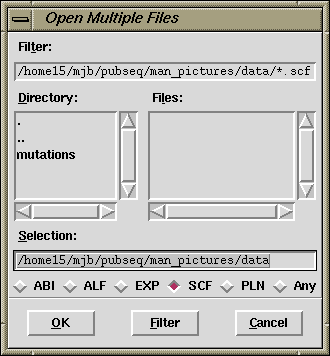 Open Multiple Files
Filter:
/home15/mjb/pubseq/man_pictures/data/*.scf
Directory: Files:
.
..
mutations
Selection:
/home15/mjb/pubseq/man_pictures/data
ABI ALF EXP SCF PLN Any
OK Filter Cancel